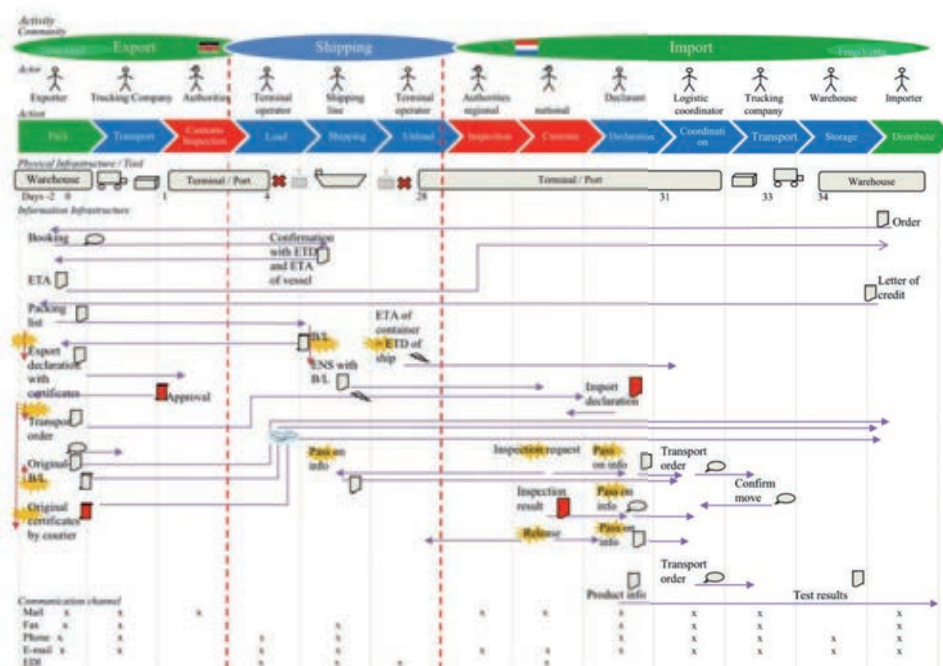 Activity
Community
Export
Shipping
Import
Actor
Exporter
Trucking Company
Authorities
Terminal
operator
Shipping
line
Terminal
operator
Authorities
regional
national
Declarant
Logistic
coordinator
Trucking
company
Warehouse
Importer
Action
Pack
Transport
Customs
Inspection
Load
Shipping
Unload
Inspection
Customs
Declaration
Coordinati
on
Transport
Storage
Distribute
Physical Infrastructure / Tool
Warehouse
Terminal / Port
Terminal / Port
Warehouse
Days -2 0
1
4
28
31
33
34
Information Infrastructure
Order
Booking
Confirmation
with ETD
and ETA
of vessel
ETA
Letter of
credit
Packing
list
B/L
ETA of
container
= ETD of
ship
Export
declaration
with
certificates
Approval
ENS with
B/L
Import
declaration
Transport
order
Original
B/L
Pass on
info
Inspection request
Pass
on info
Transport
order
Original
certificates
by courier
Inspection
result
Pass on
info
Confirm
move
Release
Pass on
info
Transport
order
Product info
Test results
Communication channel
Mail x x x x x x x x x
Fax x x x x x x x
Phone x x x x x x x x x
E-mail x x x x x x x x x x x
EDI x x x x